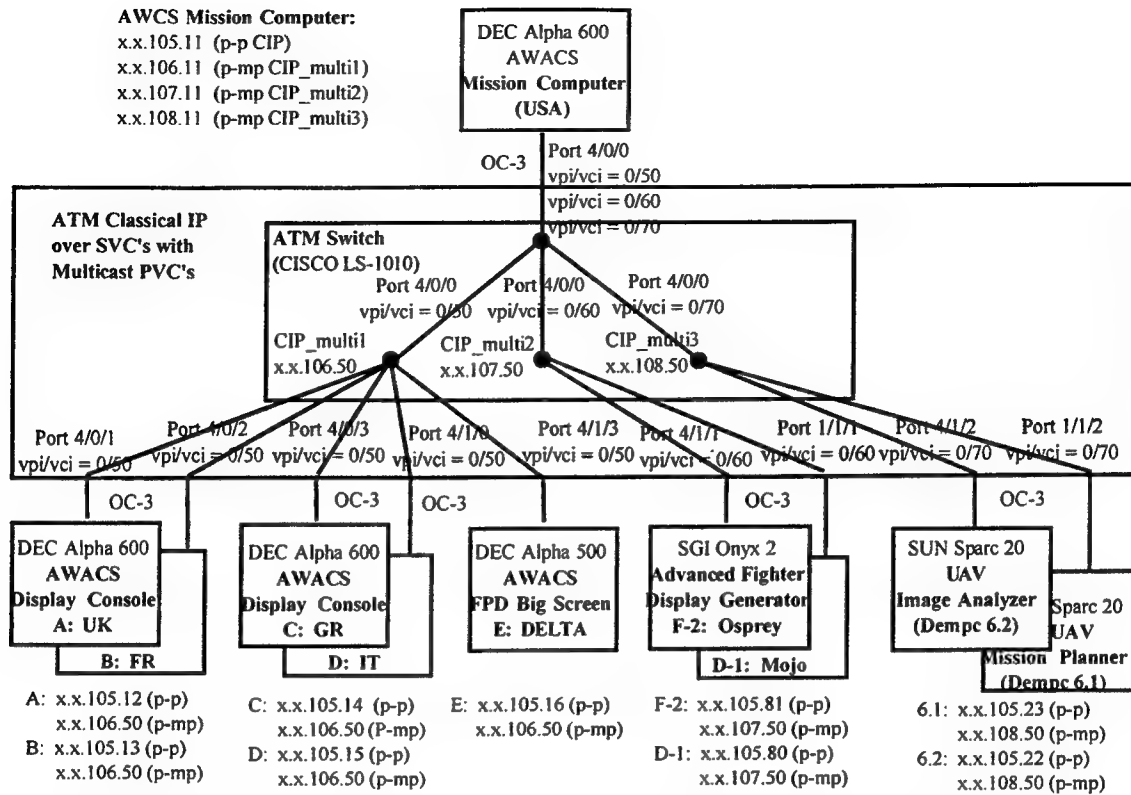 AWCS Mission Computer:
x.x.105.11 (p-p CIP)
x.x.106.11 (p-mp CIP_multi1)
x.x.107.11 (p-mp CIP_multi2)
x.x.108.11 (p-mp CIP_multi3)
DEC Alpha 600
AWACS
Mission Computer
(USA)
OC-3
Port 4/0/0
vpi/vci = 0/50
vpi/vci = 0/60
vpi/vci = 0/70
ATM Classical IP
over SVC's with
Multicast PVC's
ATM Switch
(CISCO LS-1010)
Port 4/0/0
vpi/vci = 0/50
Port 4/0/0
vpi/vci = 0/60
Port 4/0/0
vpi/vci = 0/70
CIP_multi1
x.x.106.50
CIP_multi2
x.x.107.50
CIP_multi3
x.x.108.50
Port 4/0/1
vpi/vci = 0/50
Port 4/0/2
vpi/vci = 0/50
Port 4/0/3
vpi/vci = 0/50
Port 4/1/0
vpi/vci = 0/50
Port 4/1/3
vpi/vci = 0/50
Port 4/1/1
vpi/vci = 0/60
Port 1/1/1
vpi/vci = 0/60
Port 4/1/2
vpi/vci = 0/70
Port 1/1/2
vpi/vci = 0/70
OC-3
OC-3
OC-3
OC-3
OC-3
DEC Alpha 600
AWACS
Display Console
A: UK
B: FR
DEC Alpha 600
AWACS
Display Console
C: GR
D: IT
DEC Alpha 500
AWACS
FPD Big Screen
E: DELTA
SGI Onyx 2
Advanced Fighter
Display Generator
F-2: Osprey
D-1: Mojo
SUN Sparc 20
UAV
Image Analyzer
(Dempc 6.2)
Sparc 20
UAV
Mission Planner
(Dempc 6.1)
A: x.x.105.12 (p-p)
x.x.106.50 (p-mp)
B: x.x.105.13 (p-p)
x.x.106.50 (p-mp)
C: x.x.105.14 (p-p)
x.x.106.50 (P-mp)
D: x.x.105.15 (p-p)
x.x.106.50 (p-mp)
E: x.x.105.16 (p-p)
x.x.106.50 (p-mp)
F-2: x.x.105.81 (p-p)
x.x.107.50 (p-mp)
D-1: x.x.105.80 (p-p)
x.x.107.50 (p-mp)
6.1: x.x.105.23 (p-p)
x.x.108.50 (p-mp)
6.2: x.x.105.22 (p-p)
x.x.108.50 (p-mp)